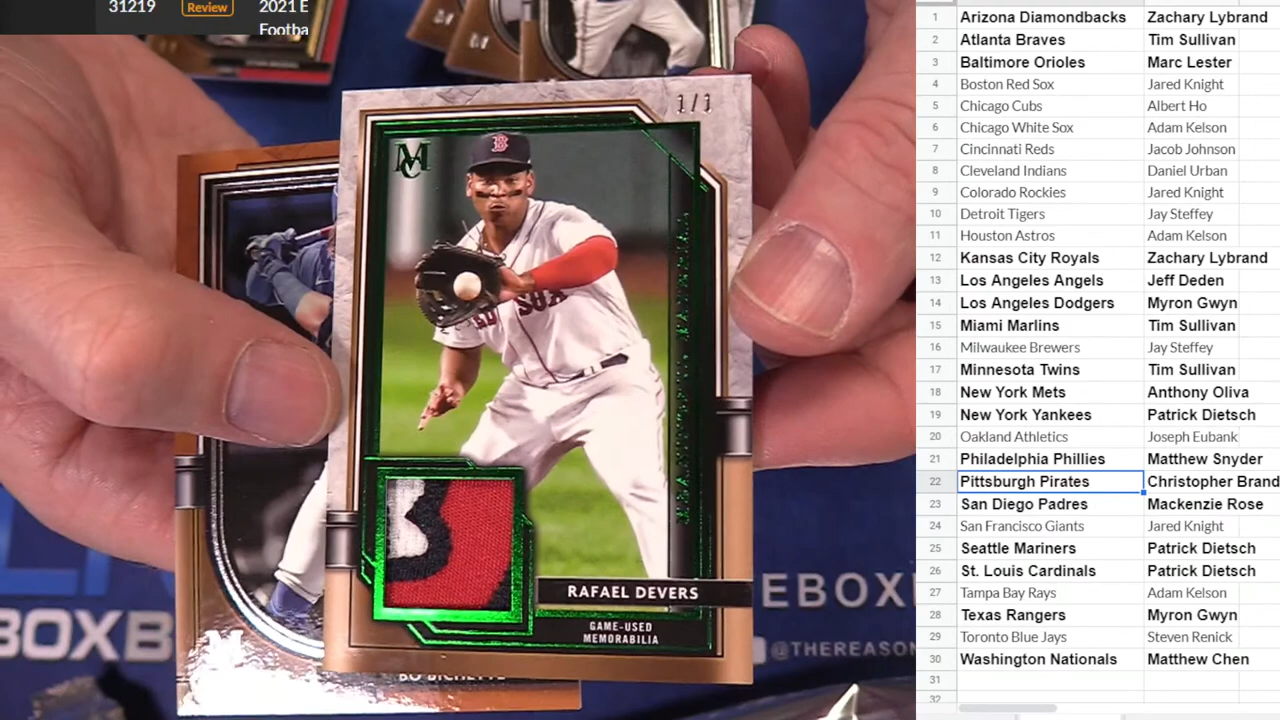 31219 Review 2021 E
Footba
1/1
MC
B
RED SOX
RAFAEL DEVERS
GAME-USED
MEMORABILIA
BO BICHETTE
BOXB
EBOX
@THEREASON
1 Arizona Diamondbacks Zachary Lybrand
2 Atlanta Braves Tim Sullivan
3 Baltimore Orioles Marc Lester
4 Boston Red Sox Jared Knight
5 Chicago Cubs Albert Ho
6 Chicago White Sox Adam Kelson
7 Cincinnati Reds Jacob Johnson
8 Cleveland Indians Daniel Urban
9 Colorado Rockies Jared Knight
10 Detroit Tigers Jay Steffey
11 Houston Astros Adam Kelson
12 Kansas City Royals Zachary Lybrand
13 Los Angeles Angels Jeff Deden
14 Los Angeles Dodgers Myron Gwyn
15 Miami Marlins Tim Sullivan
16 Milwaukee Brewers Jay Steffey
17 Minnesota Twins Tim Sullivan
18 New York Mets Anthony Oliva
19 New York Yankees Patrick Dietsch
20 Oakland Athletics Joseph Eubank
21 Philadelphia Phillies Matthew Snyder
22 Pittsburgh Pirates Christopher Brand
23 San Diego Padres Mackenzie Rose
24 San Francisco Giants Jared Knight
25 Seattle Mariners Patrick Dietsch
26 St. Louis Cardinals Patrick Dietsch
27 Tampa Bay Rays Adam Kelson
28 Texas Rangers Myron Gwyn
29 Toronto Blue Jays Steven Renick
30 Washington Nationals Matthew Chen
31
32